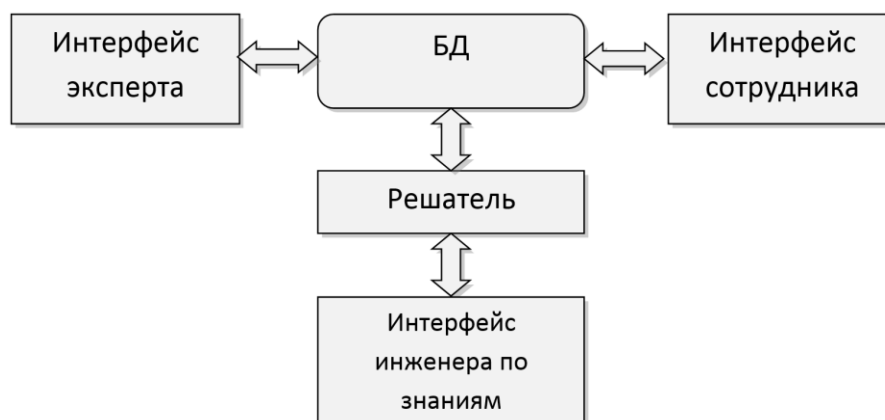 Интерфейс
эксперта
БД
Интерфейс
сотрудника
Решатель
Интерфейс
инженера по
знаниям